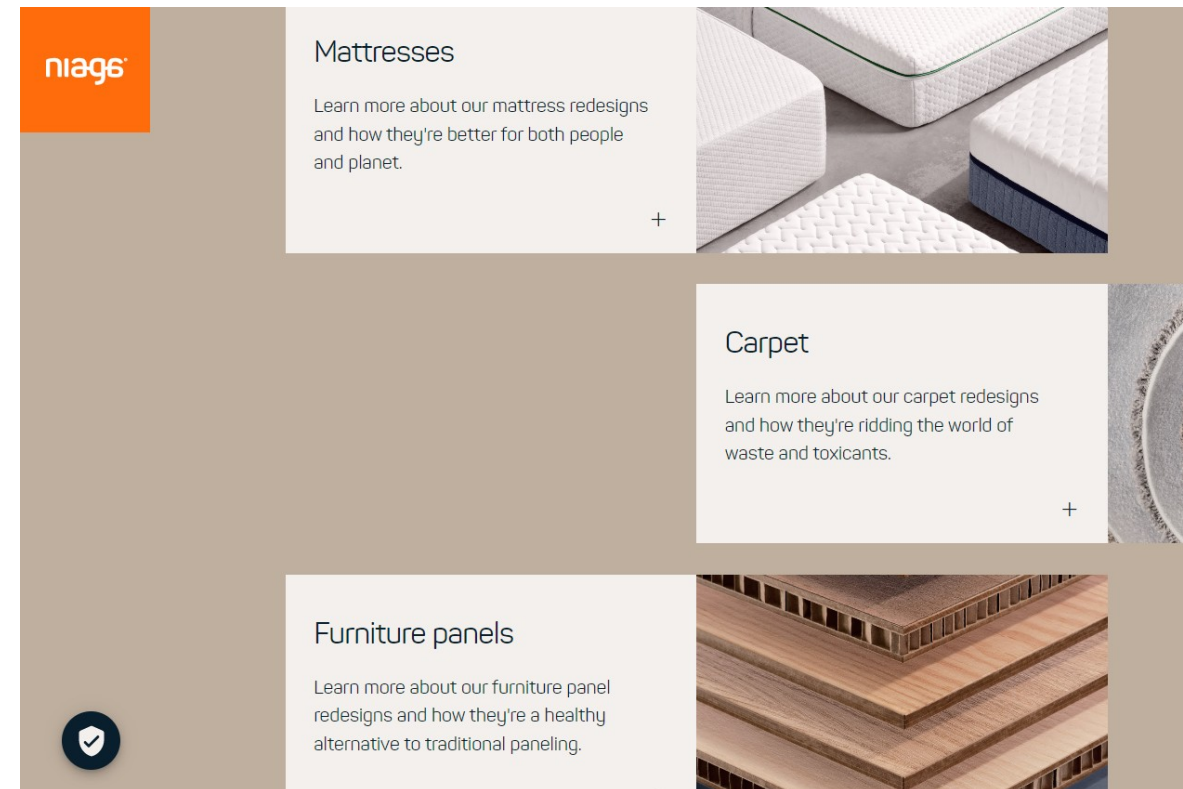 niaga
Mattresses
Learn more about our mattress redesigns
and how they're better for both people
and planet.
+
Carpet
Learn more about our carpet redesigns
and how they're ridding the world of
waste and toxicants.
+
Furniture panels
Learn more about our furniture panel
redesigns and how they're a healthy
alternative to traditional paneling.